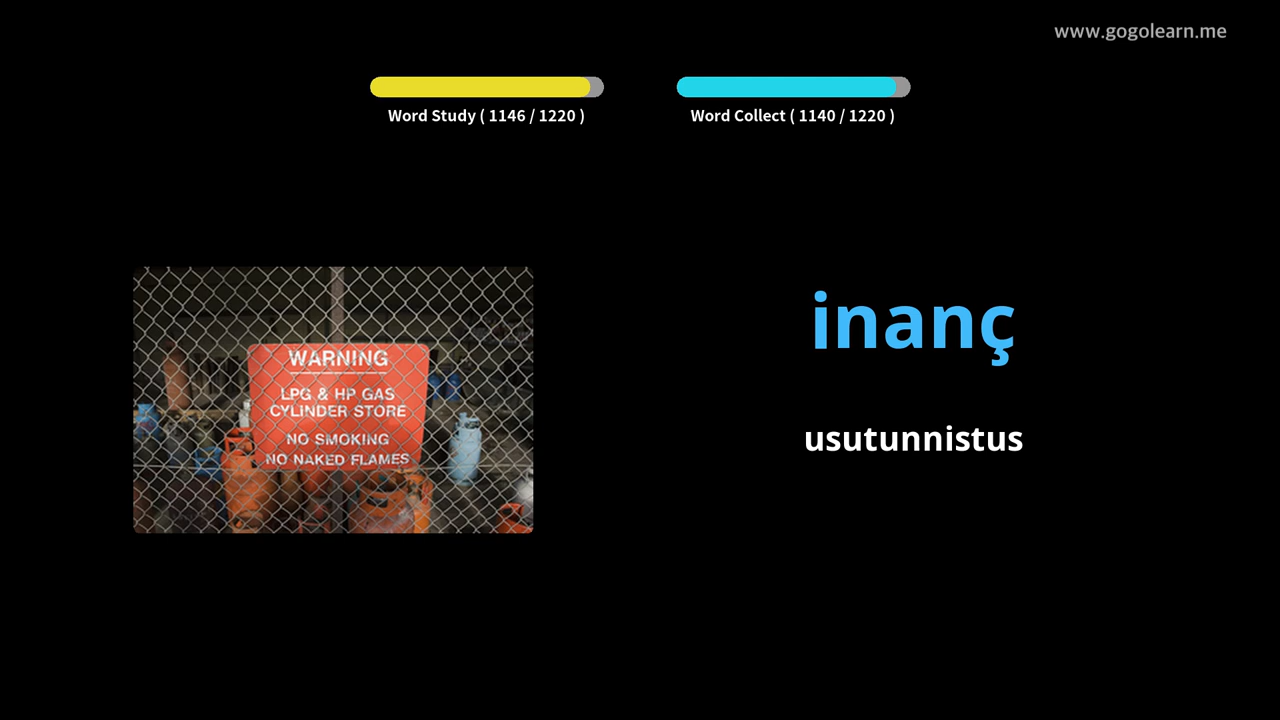 www.gogolearn.me
Word Study ( 1146 / 1220 )
Word Collect ( 1140 / 1220 )
WARNING
LPG & HP GAS
CYLINDER STORE
NO SMOKING
NO NAKED FLAMES
inanç
usutunnistus